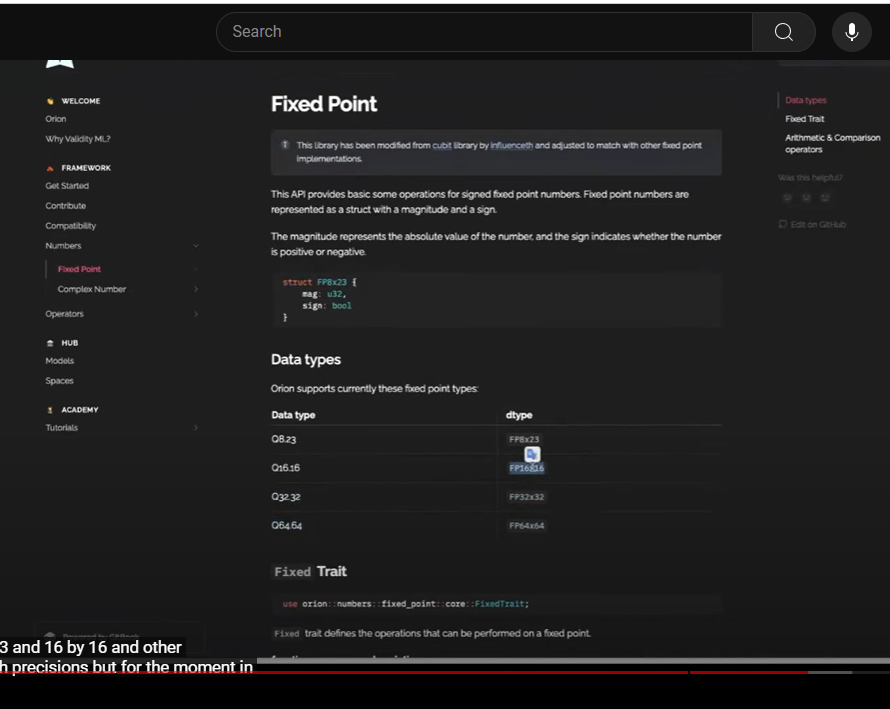 Search
WELCOME
Orion
Why Validity ML?
FRAMEWORK
Get Started
Contribute
Compatibility
Numbers
Fixed Point
Complex Number
Operators
HUB
Models
Spaces
ACADEMY
Tutorials
Powered by GitBook
Fixed Point
This library has been modified from cubit library by influenceth and adjusted to match with other fixed point
implementations.
This API provides basic some operations for signed fixed point numbers. Fixed point numbers are
represented as a struct with a magnitude and a sign.
The magnitude represents the absolute value of the number, and the sign indicates whether the number
is positive or negative.
struct FP8x23 {
mag: u32,
sign: bool
}
Data types
Orion supports currently these fixed point types:
Data type dtype
Q8.23 FP8x23
Q16.16 FP16x16
Q32.32 FP32x32
Q64.64 FP64x64
Fixed Trait
use orion::numbers::fixed_point::core::FixedTrait;
Fixed trait defines the operations that can be performed on a fixed point.
Data types
Fixed Trait
Arithmetic & Comparison
operators
Was this helpful?
Edit on GitHub
3 and 16 by 16 and other
h precisions but for the moment in